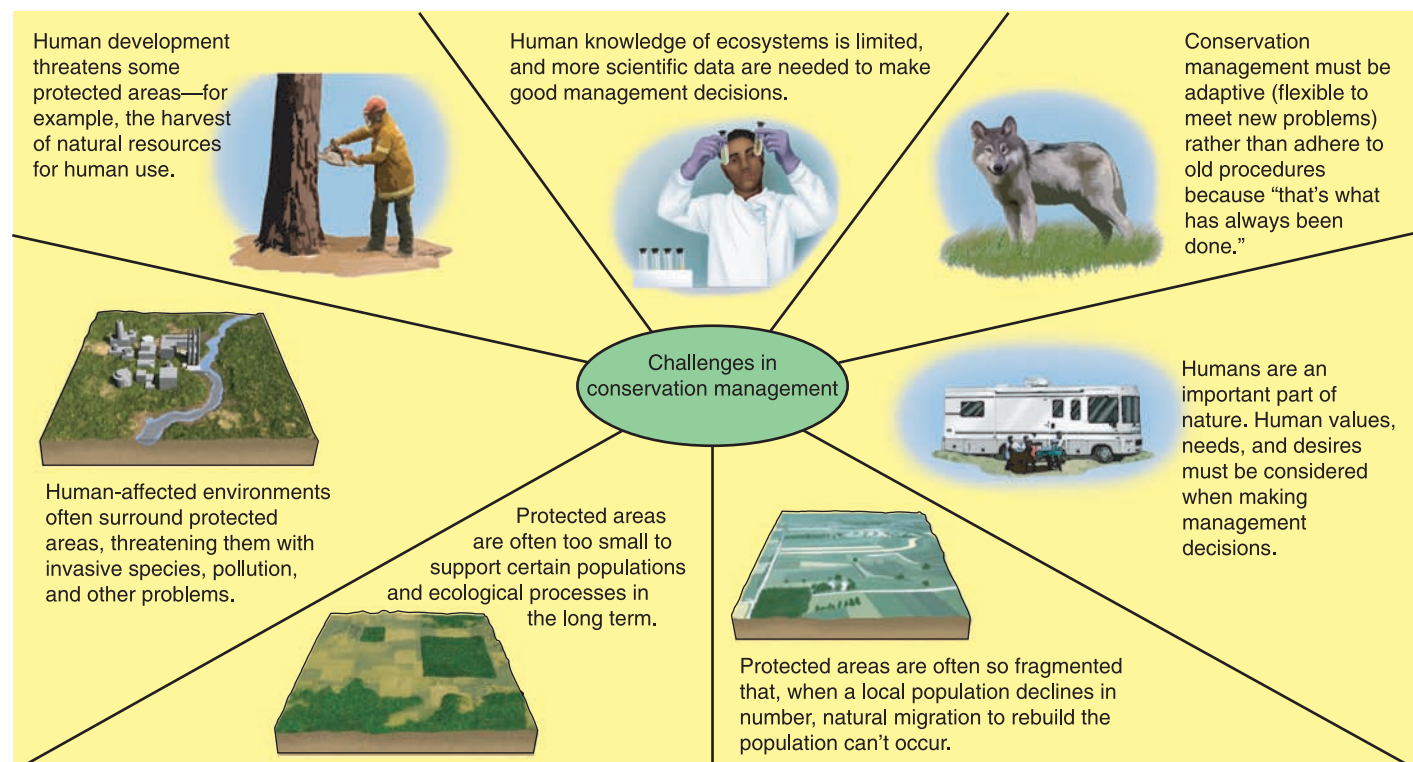 Human development
threatens some
protected areas—for
example, the harvest
of natural resources
for human use.
Human knowledge of ecosystems is limited,
and more scientific data are needed to make
good management decisions.
Conservation
management must be
adaptive (flexible to
meet new problems)
rather than adhere to
old procedures
because “that’s what
has always been
done.”
Challenges in
conservation management
Humans are an
important part of
nature. Human values,
needs, and desires
must be considered
when making
management
decisions.
Human-affected environments
often surround protected
areas, threatening them with
invasive species, pollution,
and other problems.
Protected areas
are often too small to
support certain populations
and ecological processes in
the long term.
Protected areas are often so fragmented
that, when a local population declines in
number, natural migration to rebuild the
population can’t occur.